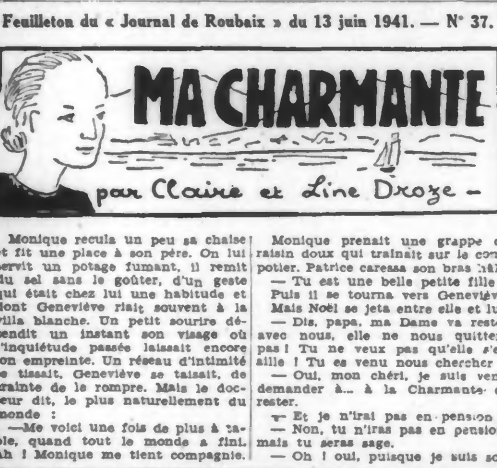 Feuilleton du « Journal de Roubaix » du 13 juin 1941. — N° 37.
MA CHARMANTE
par Claire et Line Droze —
Monique recula un peu sa chaise
et fit une place à son père. On lui
servit un potage fumant, il remit
du sel sans le goûter, d'un geste
qui était chez lui une habitude et
dont Geneviève riait souvent à la
villa blanche. Un petit sourire dé-
tendit un instant son visage où
l'inquiétude passée laissait encore
son empreinte. Un réseau d'intimité
se tissait, Geneviève se taisait, de
crainte de le rompre. Mais le doc-
teur dit, le plus naturellement du
monde :
—Me voici une fois de plus à ta-
ble, quand tout le monde a fini.
Ah ! Monique me tient compagnie.
Monique prenait une grappe d
raisin doux qui traînait sur le com
potier. Patrice caressa son bras hâl
— Tu est une belle petite fille
Puis il se tourna vers Geneviève
Mais Noël se jeta entre elle et lu
— Dis, papa, ma Dame va reste
avec nous, elle ne nous quitter
pas ! Tu ne veux pas qu'elle s'e
aille ! Tu es venu nous chercher
— Oui, mon chéri, je suis ven
demander à... à la Charmante d
rester.
— Et je n'irai pas en pension
— Non, tu n'iras pas en pensio
mais tu seras sage.
— Oh ! oui, puisque je suis so